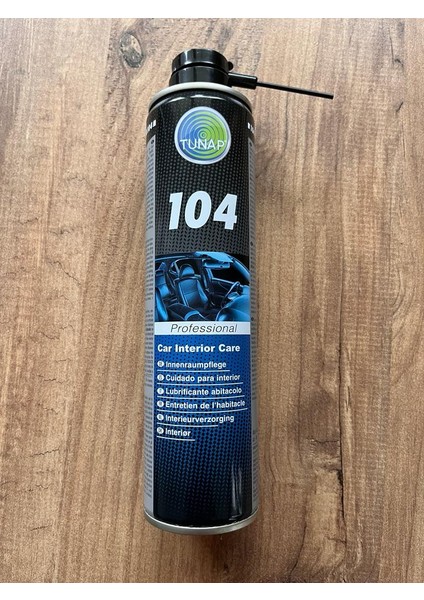 TUNAP
104
Professional
Car Interior Care
Innenraumpflege
Cuidado para interior
Lubrificante abitacolo
Entretien de l'habitacle
Interieurverzorging
Interiør